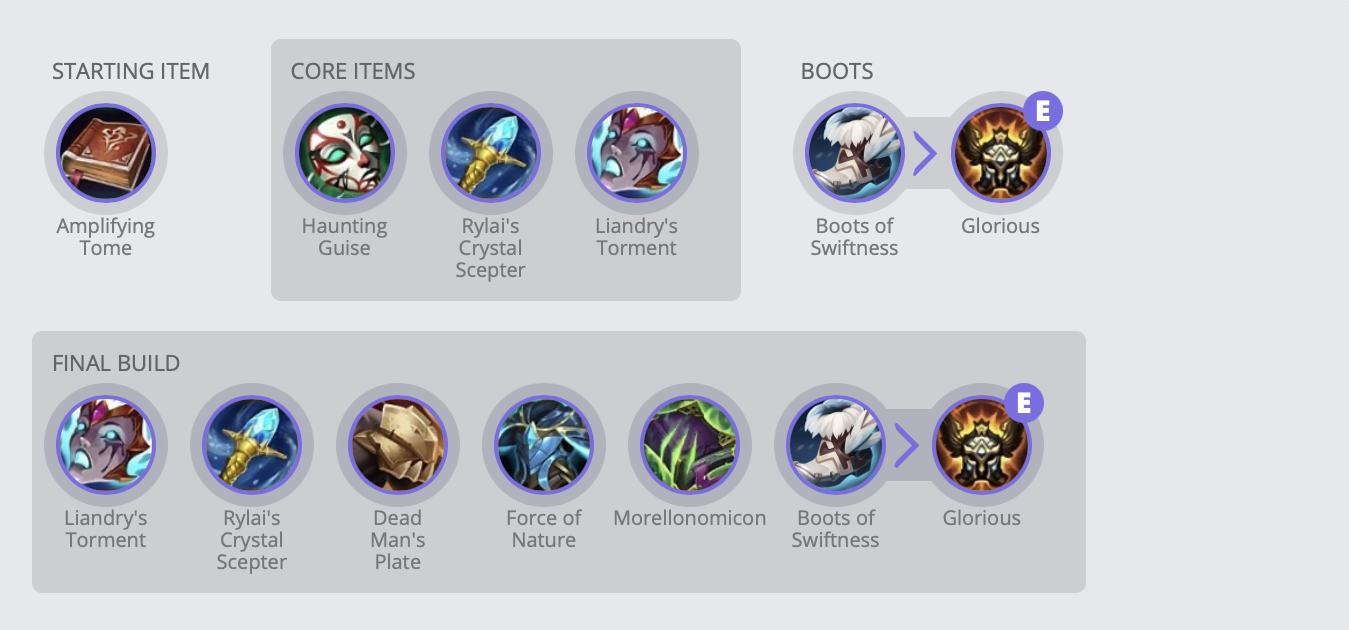 STARTING ITEM
Amplifying
Tome
CORE ITEMS
Haunting
Guise
Rylai's
Crystal
Scepter
Liandry's
Torment
BOOTS
Boots of
Swiftness
E
Glorious
FINAL BUILD
Liandry's
Torment
Rylai's
Crystal
Scepter
Dead
Man's
Plate
Force of
Nature
Morellonomicon
Boots of
Swiftness
E
Glorious